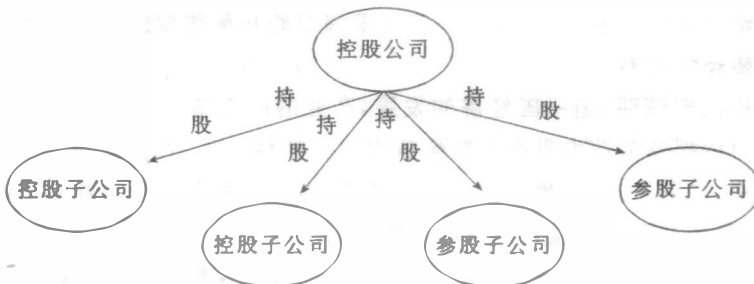 控股公司
持 持 持 持
股 股 股 股
控股子公司
控股子公司
参股子公司
参股子公司